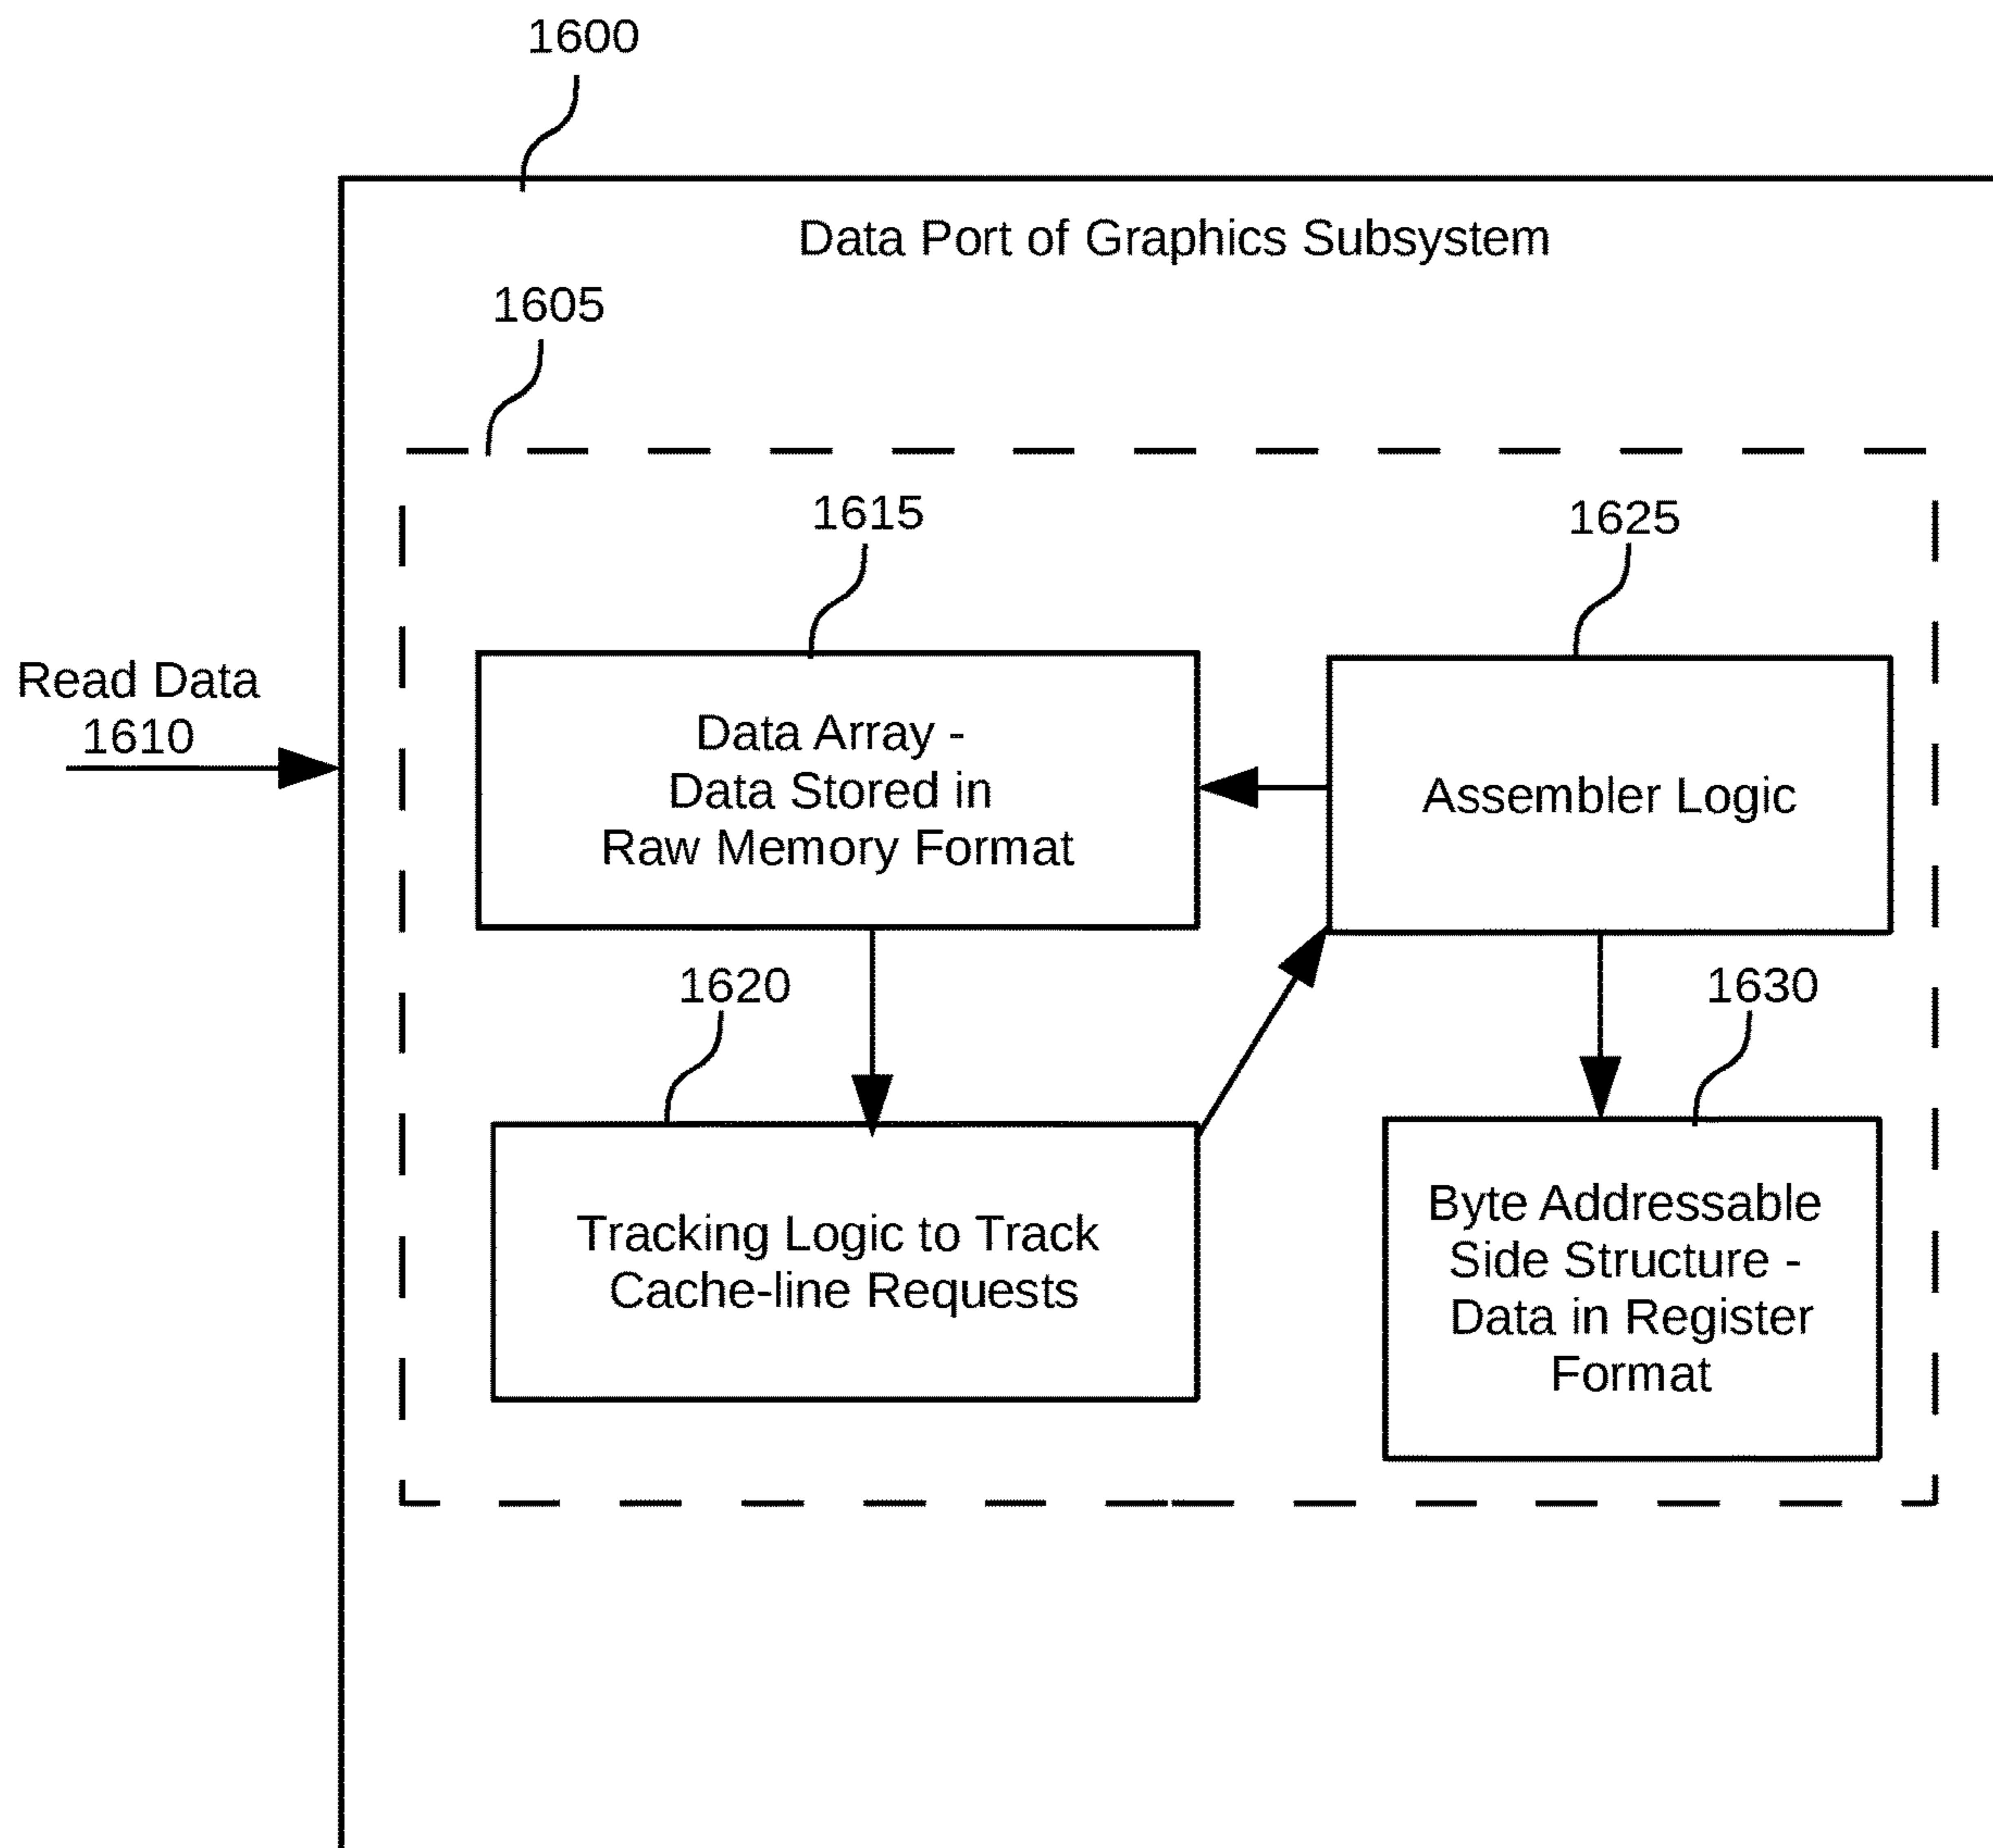 1600
Data Port of Graphics Subsystem
1605
1615
1625
Read Data
1610
Data Array -
Data Stored in
Raw Memory Format
Assembler Logic
1620
1630
Tracking Logic to Track
Cache-line Requests
Byte Addressable
Side Structure -
Data in Register
Format